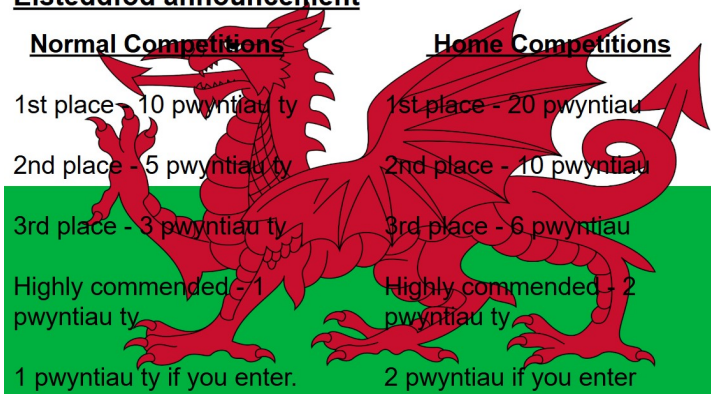 Eisteddfod announcement
Normal Competitions
1st place - 10 pwyntiau ty
2nd place - 5 pwyntiau ty
3rd place - 3 pwyntiau ty
Highly commended - 1
pwyntiau ty
1 pwyntiau ty if you enter.
Home Competitions
1st place - 20 pwyntiau
2nd place - 10 pwyntiau
3rd place - 6 pwyntiau
Highly commended - 2
pwyntiau ty
2 pwyntiau if you enter